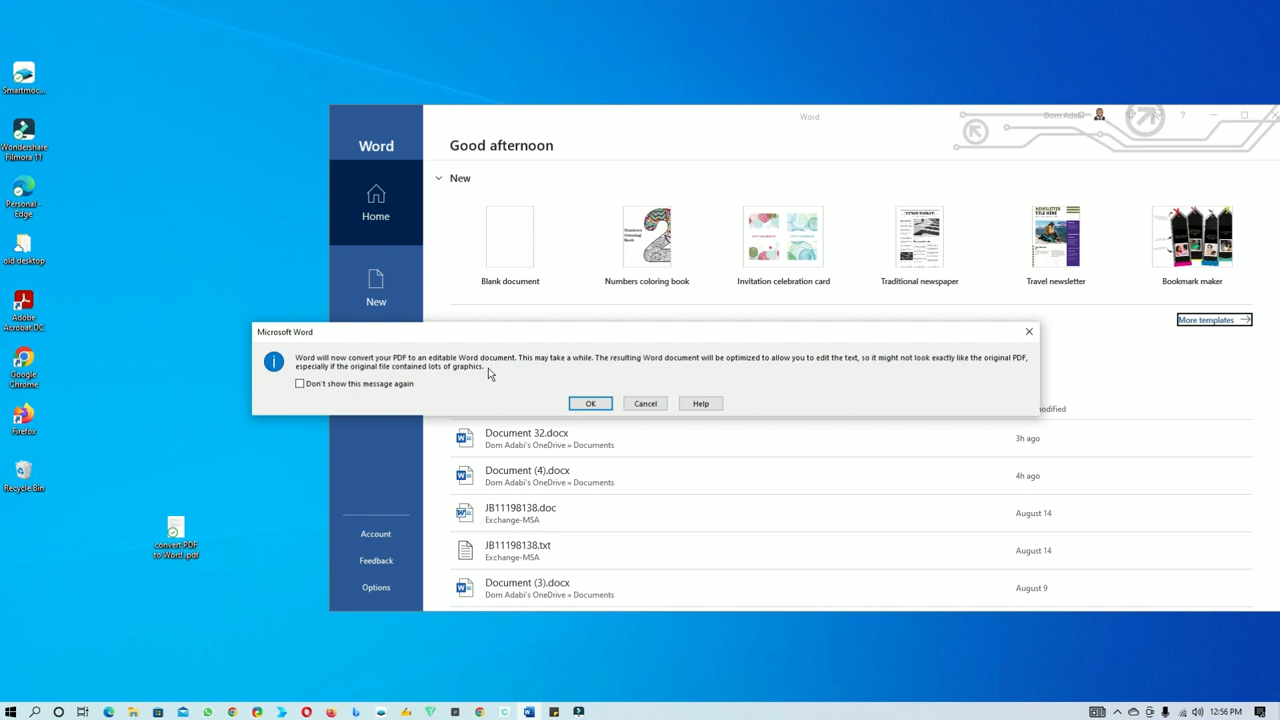 Smartmoc...
Wondershare
Filmora 11
Personal -
Edge
old desktop
Adobe
Acrobat DC
Google
Chrome
Firefox
Recycle Bin
convert PDF
to Word .pdf
Word
Home
New
Account
Feedback
Options
Word
Dom Adabi
?
Good afternoon
New
Blank document
Numbers coloring book
Invitation celebration card
Traditional newspaper
Travel newsletter
Bookmark maker
More templates
Microsoft Word
Word will now convert your PDF to an editable Word document. This may take a while. The resulting Word document will be optimized to allow you to edit the text, so it might not look exactly like the original PDF,
especially if the original file contained lots of graphics.
Don't show this message again
OK Cancel Help
modified
Document 32.docx 3h ago
Dom Adabi's OneDrive » Documents
Document (4).docx 4h ago
Dom Adabi's OneDrive » Documents
JB11198138.doc August 14
Exchange-MSA
JB11198138.txt August 14
Exchange-MSA
Document (3).docx August 9
Dom Adabi's OneDrive » Documents
12:56 PM